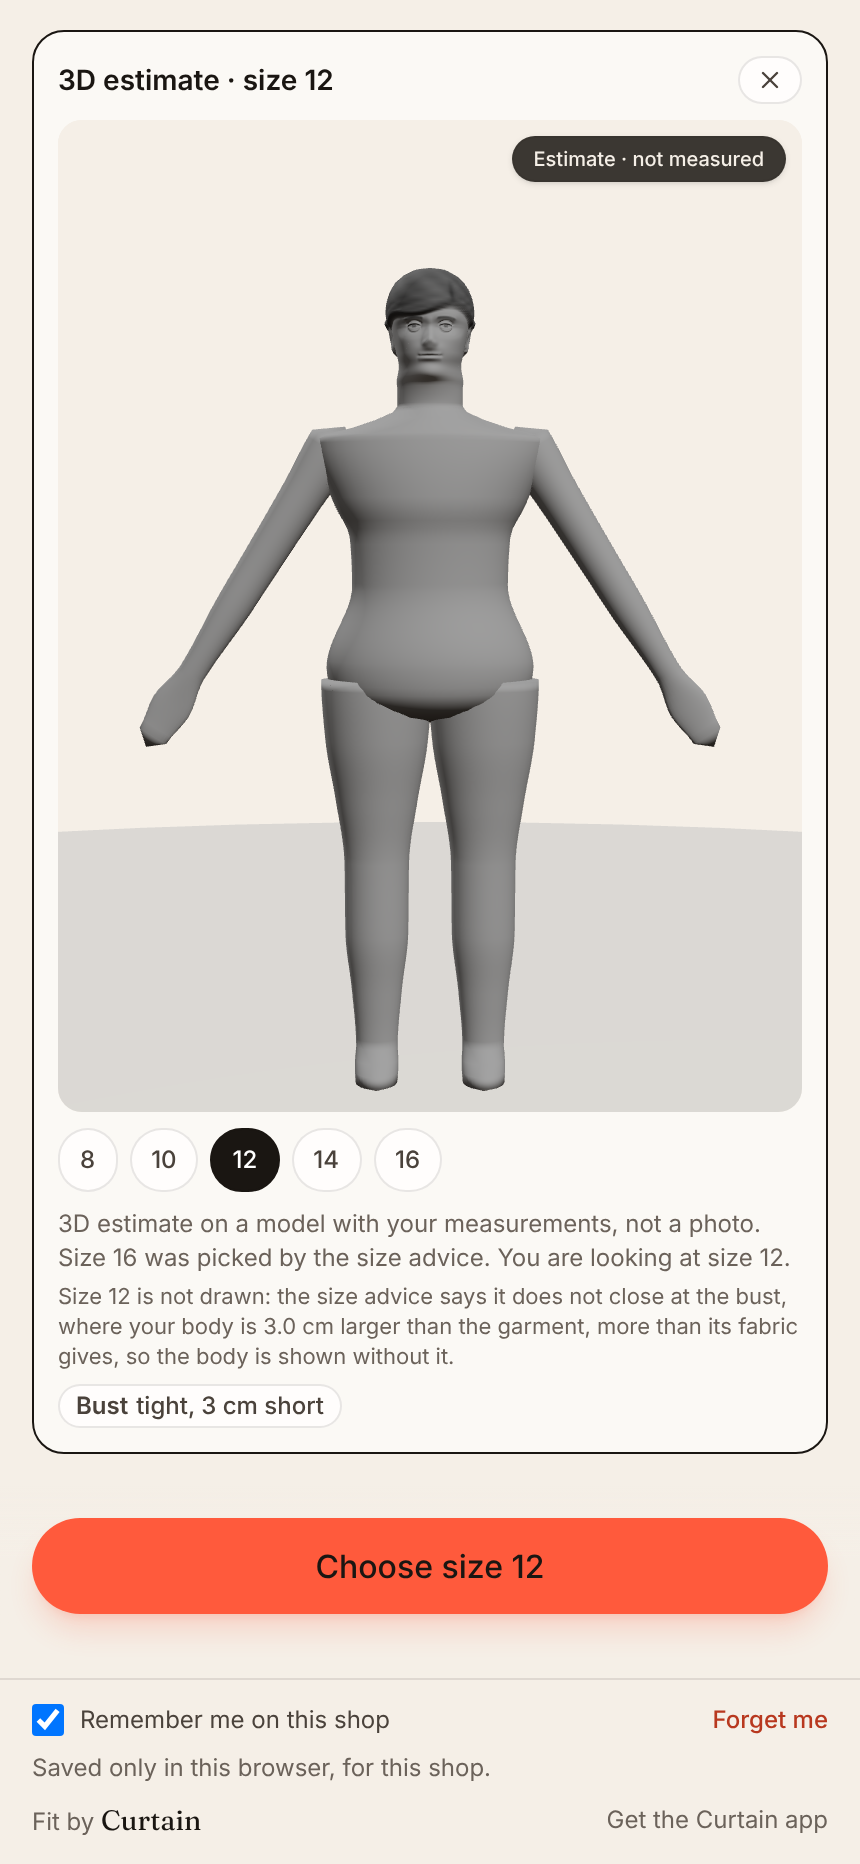 3D estimate · size 12
Estimate · not measured
8 10 12 14 16
3D estimate on a model with your measurements, not a photo.
Size 16 was picked by the size advice. You are looking at size 12.
Size 12 is not drawn: the size advice says it does not close at the bust,
where your body is 3.0 cm larger than the garment, more than its fabric
gives, so the body is shown without it.
Bust tight, 3 cm short
Choose size 12
Remember me on this shop
Forget me
Saved only in this browser, for this shop.
Fit by Curtain
Get the Curtain app